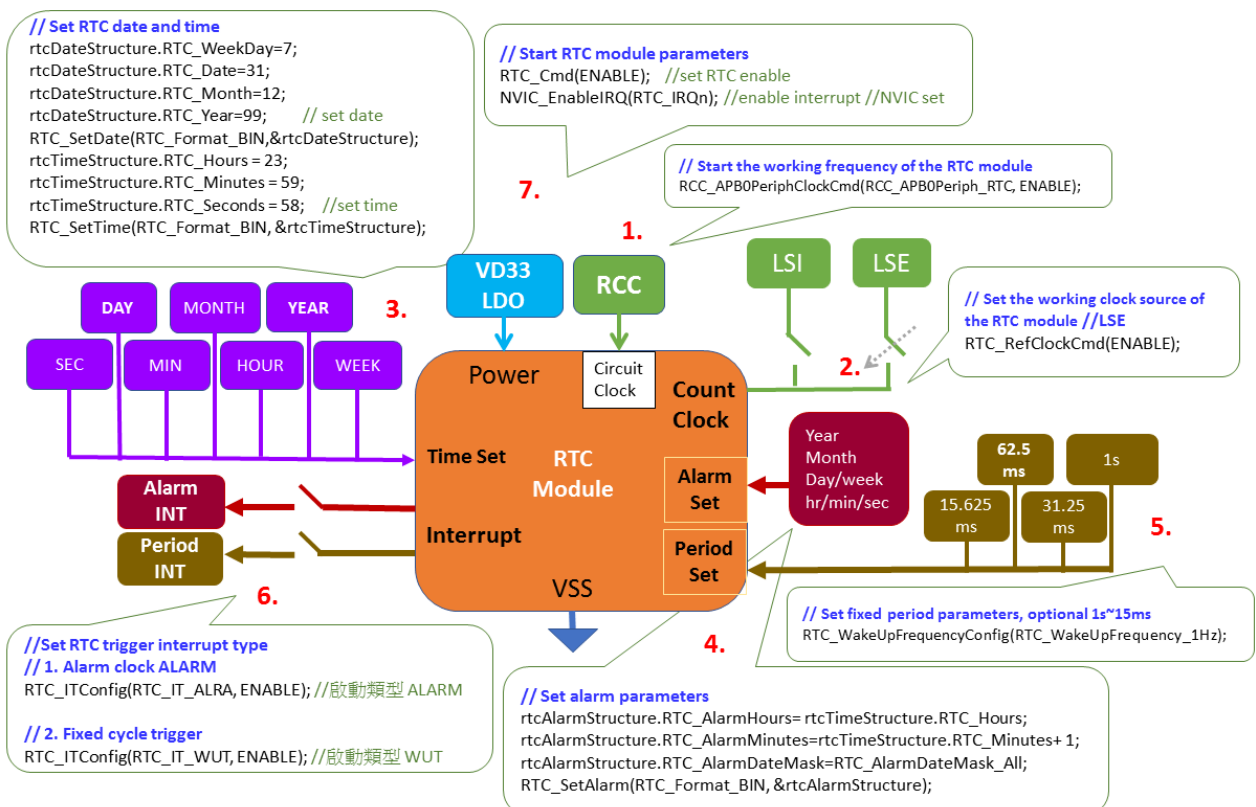 // Set RTC date and time
rtcDateStructure.RTC_WeekDay=7;
rtcDateStructure.RTC_Date=31;
rtcDateStructure.RTC_Month=12;
rtcDateStructure.RTC_Year=99; // set date
RTC_SetDate(RTC_Format_BIN,&rtcDateStructure);
rtcTimeStructure.RTC_Hours = 23;
rtcTimeStructure.RTC_Minutes = 59;
rtcTimeStructure.RTC_Seconds = 58; //set time
RTC_SetTime(RTC_Format_BIN, &rtcTimeStructure);
// Start RTC module parameters
RTC_Cmd(ENABLE); //set RTC enable
NVIC_EnableIRQ(RTC_IRQn); //enable interrupt //NVIC set
7.
// Start the working frequency of the RTC module
RCC_APB0PeriphClockCmd(RCC_APB0Periph_RTC, ENABLE);
1.
VD33
LDO
RCC
LSI
LSE
// Set the working clock source of
the RTC module //LSE
RTC_RefClockCmd(ENABLE);
2.
3.
DAY
MONTH
YEAR
SEC
MIN
HOUR
WEEK
Power
Circuit
Clock
Count
Clock
Time Set
RTC
Module
Alarm
Set
Interrupt
Period
Set
VSS
Year
Month
Day/week
hr/min/sec
62.5
ms
1s
15.625
ms
31.25
ms
5.
Alarm
INT
Period
INT
6.
4.
// Set fixed period parameters, optional 1s~15ms
RTC_WakeUpFrequencyConfig(RTC_WakeUpFrequency_1Hz);
//Set RTC trigger interrupt type
// 1. Alarm clock ALARM
RTC_ITConfig(RTC_IT_ALRA, ENABLE); //啟動類型 ALARM
// 2. Fixed cycle trigger
RTC_ITConfig(RTC_IT_WUT, ENABLE); //啟動類型 WUT
// Set alarm parameters
rtcAlarmStructure.RTC_AlarmHours= rtcTimeStructure.RTC_Hours;
rtcAlarmStructure.RTC_AlarmMinutes=rtcTimeStructure.RTC_Minutes+ 1;
rtcAlarmStructure.RTC_AlarmDateMask=RTC_AlarmDateMask_All;
RTC_SetAlarm(RTC_Format_BIN, &rtcAlarmStructure);